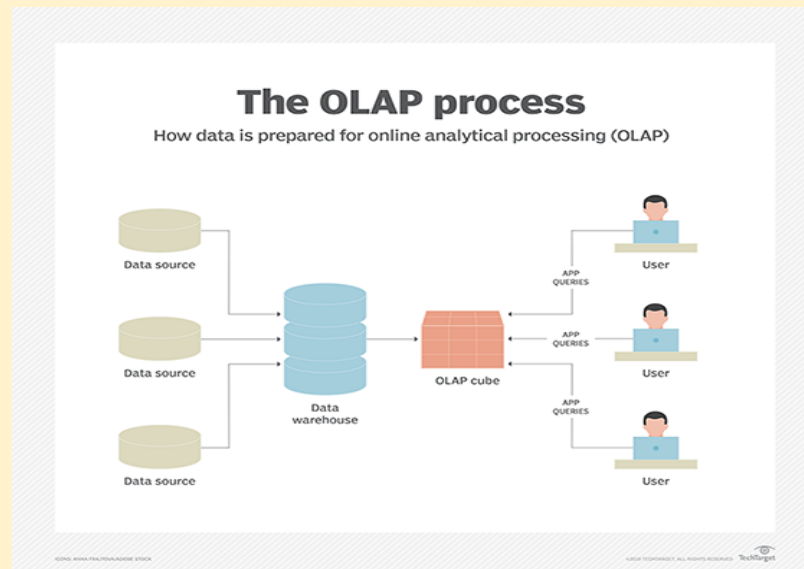 The OLAP process
How data is prepared for online analytical processing (OLAP)
Data source
Data source
Data source
Data
warehouse
OLAP cube
APP
QUERIES
APP
QUERIES
APP
QUERIES
User
User
User
TechTarget